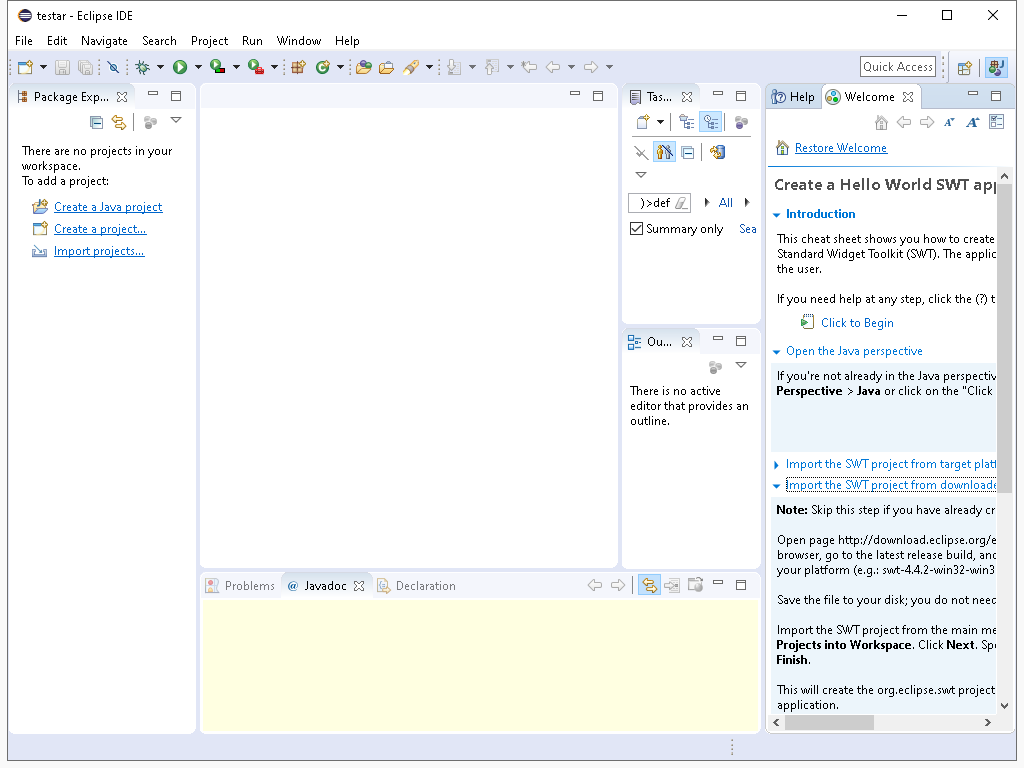 testar - Eclipse IDE
File Edit Navigate Search Project Run Window Help
Quick Access
Package Exp...
There are no projects in your
workspace.
To add a project:
Create a Java project
Create a project...
Import projects...
Tas...
)>def All
Summary only Sea
Ou...
There is no active
editor that provides an
outline.
Problems @ Javadoc Declaration
Help Welcome
Restore Welcome
Create a Hello World SWT app
Introduction
This cheat sheet shows you how to create
Standard Widget Toolkit (SWT). The applic
the user.
If you need help at any step, click the (?) t
Click to Begin
Open the Java perspective
If you're not already in the Java perspectiv
Perspective > Java or click on the "Click
Import the SWT project from target platf
Import the SWT project from downloade
Note: Skip this step if you have already cr
Open page http://download.eclipse.org/e
browser, go to the latest release build, and
your platform (e.g.: swt-4.4.2-win32-win3
Save the file to your disk; you do not need
Import the SWT project from the main me
Projects into Workspace. Click Next. Spe
Finish.
This will create the org.eclipse.swt project
application.